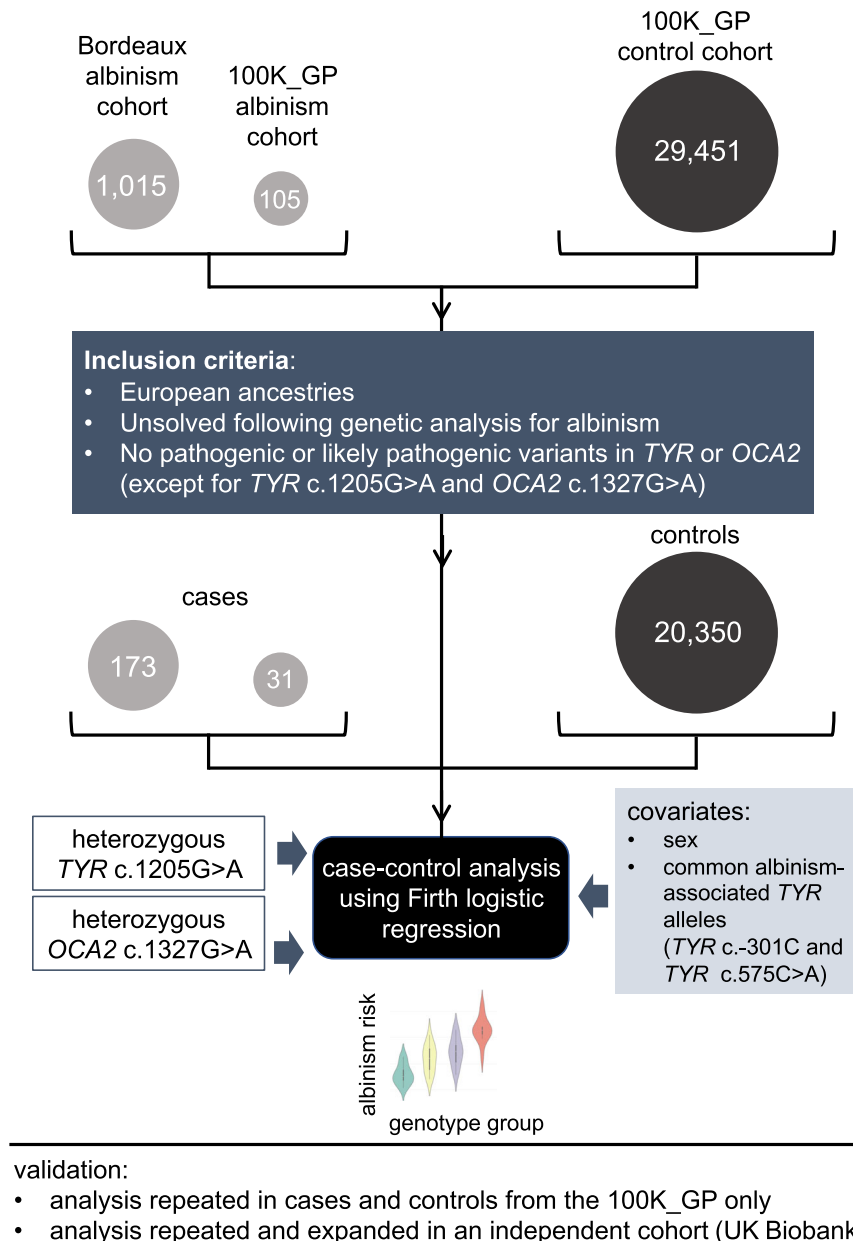 Bordeaux
albinism
cohort
100K_GP
albinism
cohort
100K_GP
control cohort
1,015
105
29,451
Inclusion criteria:
• European ancestries
• Unsolved following genetic analysis for albinism
• No pathogenic or likely pathogenic variants in TYR or OCA2
(except for TYR c.1205G>A and OCA2 c.1327G>A)
cases
controls
173
31
20,350
heterozygous
TYR c.1205G>A
heterozygous
OCA2 c.1327G>A
case-control analysis
using Firth logistic
regression
covariates:
• sex
• common albinism-
associated TYR
alleles
(TYR c.-301C and
TYR c.575C>A)
albinism risk
genotype group
validation:
• analysis repeated in cases and controls from the 100K_GP only
• analysis repeated and expanded in an independent cohort (UK Biobank